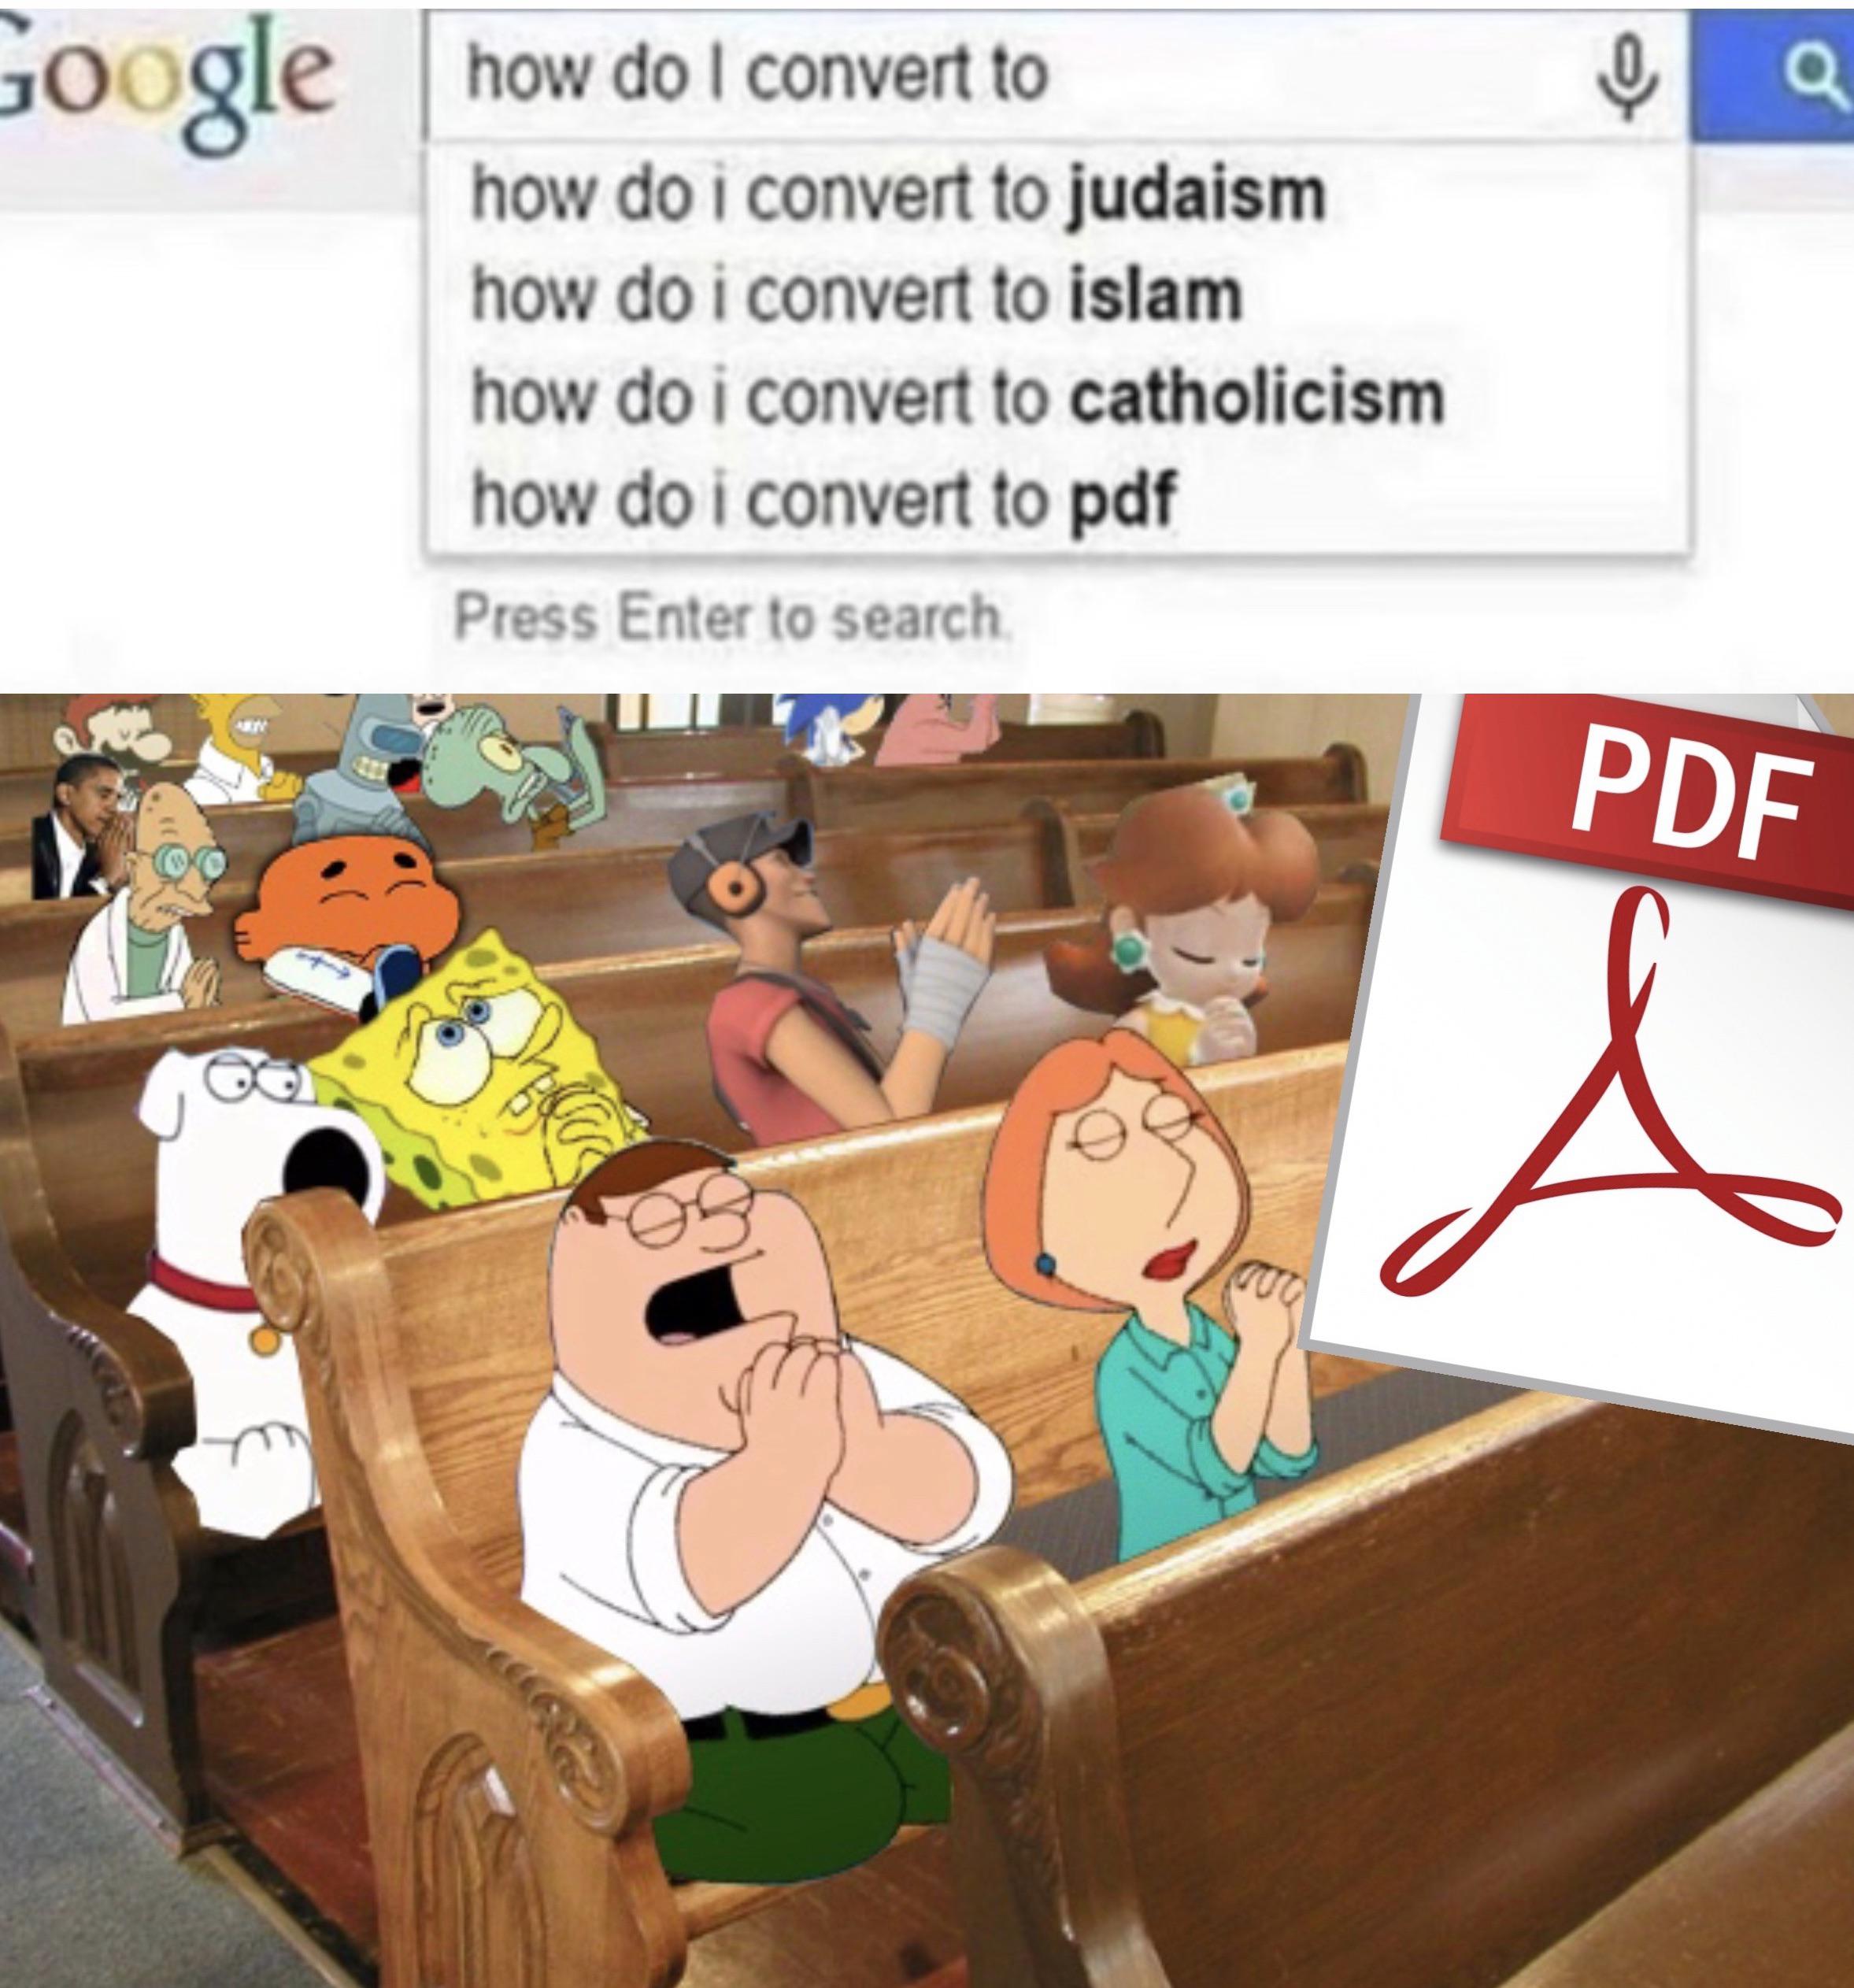 Google
how do I convert to
how do i convert to judaism
how do i convert to islam
how do i convert to catholicism
how do i convert to pdf
Press Enter to search.
PDF